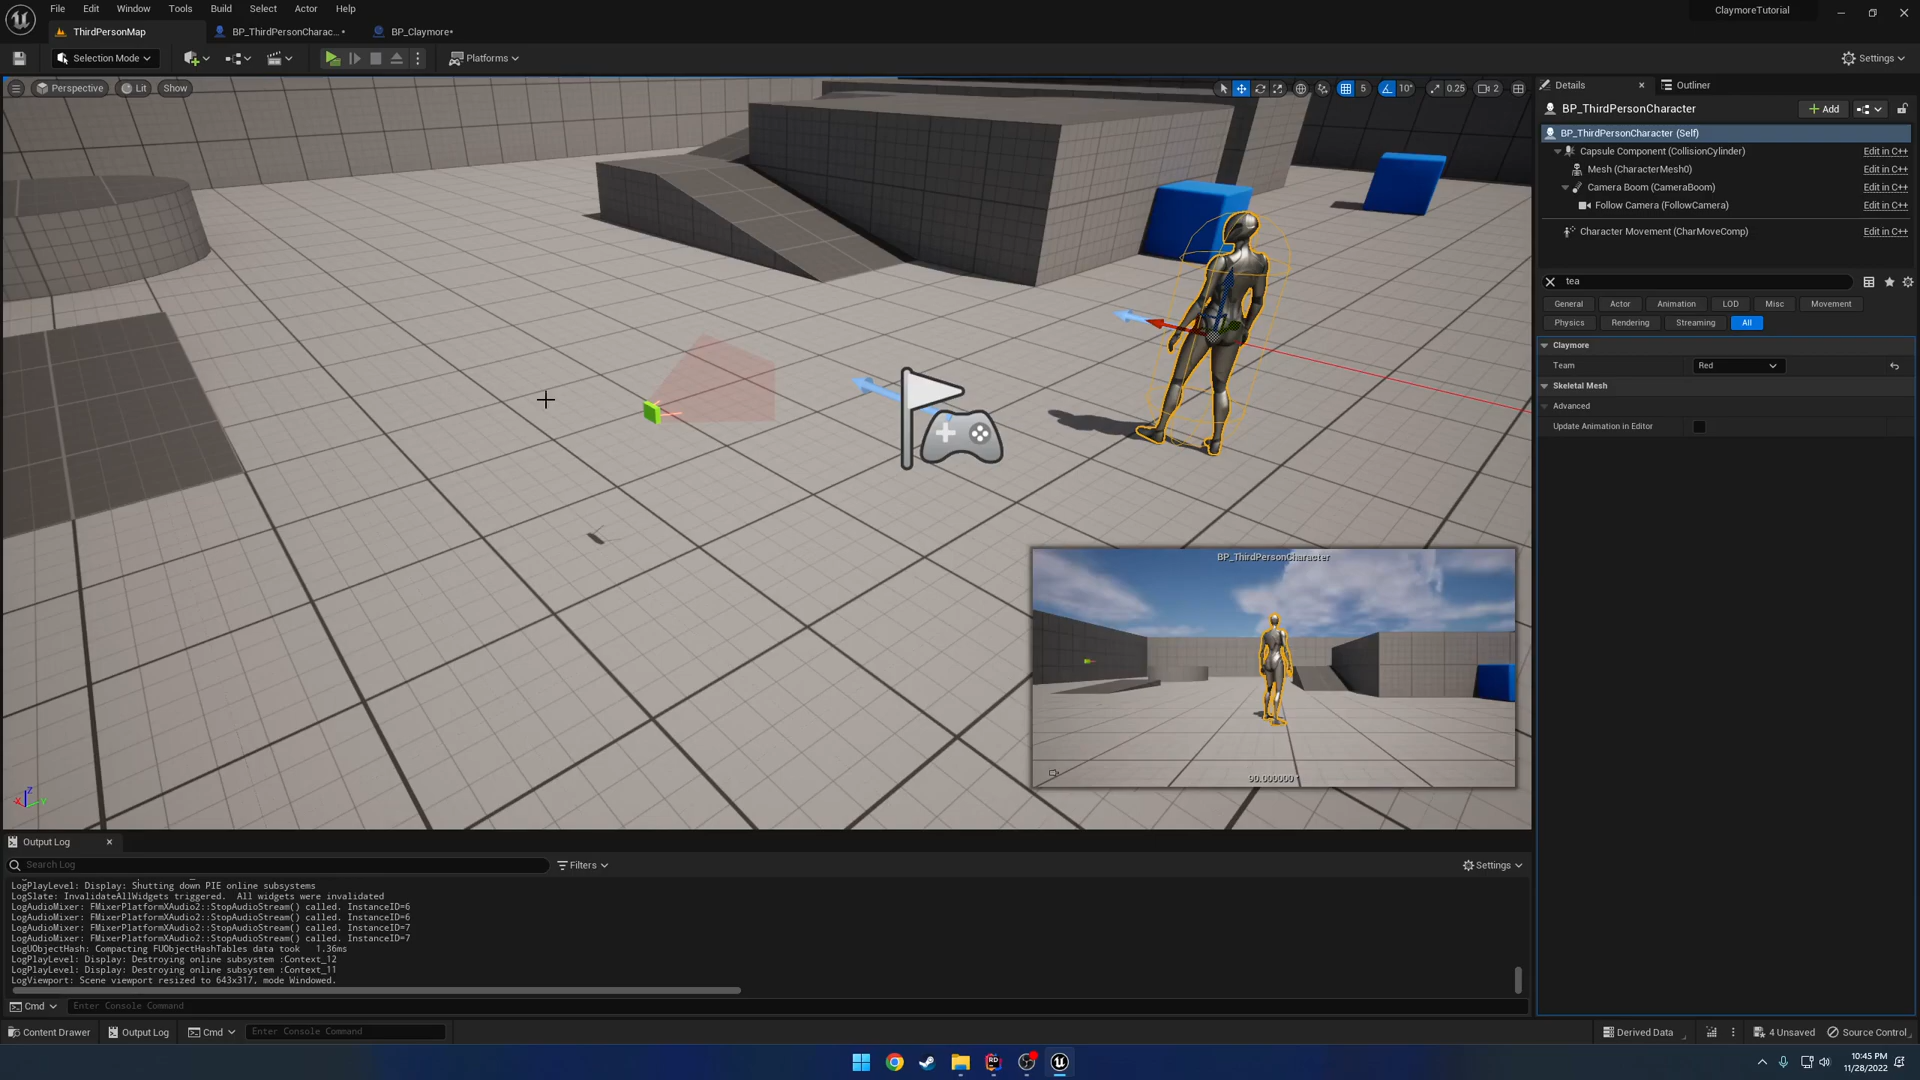 File Edit Window Tools Build Select Actor Help
ClaymoreTutorial
ThirdPersonMap
BP_ThirdPersonCharac...•
BP_Claymore•
Selection Mode
Platforms
Settings
Perspective
Lit
Show
5
10°
0.25
2
Details
Outliner
BP_ThirdPersonCharacter
Add
BP_ThirdPersonCharacter (Self)
Capsule Component (CollisionCylinder)
Edit in C++
Mesh (CharacterMesh0)
Edit in C++
Camera Boom (CameraBoom)
Edit in C++
Follow Camera (FollowCamera)
Edit in C++
Character Movement (CharMoveComp)
Edit in C++
tea
General Actor Animation LOD Misc Movement
Physics Rendering Streaming All
Claymore
Team
Red
Skeletal Mesh
Advanced
Update Animation in Editor
BP_ThirdPersonCharacter
90.000000°
Z
X
Y
Output Log
Search Log
Filters
Settings
LogPlayLevel: Display: Shutting down PIE online subsystems
LogSlate: InvalidateAllWidgets triggered. All widgets were invalidated
LogAudioMixer: FMixerPlatformXAudio2::StopAudioStream() called. InstanceID=6
LogAudioMixer: FMixerPlatformXAudio2::StopAudioStream() called. InstanceID=6
LogAudioMixer: FMixerPlatformXAudio2::StopAudioStream() called. InstanceID=7
LogAudioMixer: FMixerPlatformXAudio2::StopAudioStream() called. InstanceID=7
LogUObjectHash: Compacting FUObjectHashTables data took 1.36ms
LogPlayLevel: Display: Destroying online subsystem :Context_12
LogPlayLevel: Display: Destroying online subsystem :Context_11
LogViewport: Scene viewport resized to 643x317, mode Windowed.
Cmd
Enter Console Command
Content Drawer
Output Log
Cmd
Enter Console Command
Derived Data
4 Unsaved
Source Control
RD
10:45 PM
11/28/2022